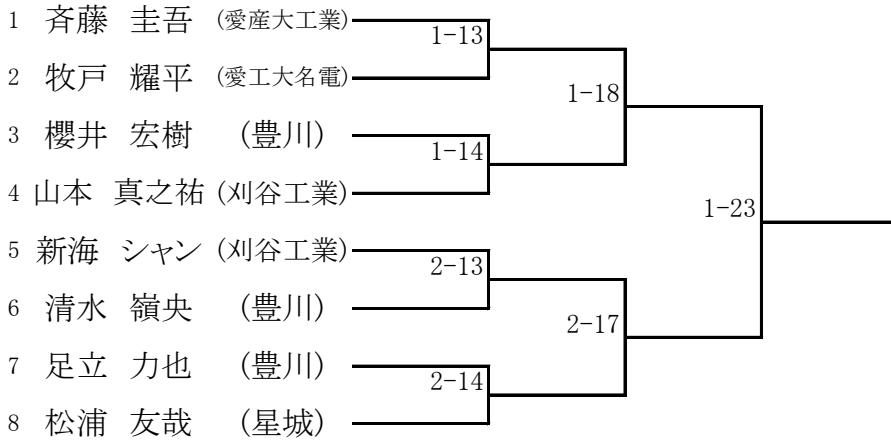 1 斉藤 圭吾 (愛産大工業)
1-13
2 牧戸 耀平 (愛工大名電)
1-18
3 櫻井 宏樹 (豊川)
1-14
4 山本 真之祐 (刈谷工業)
1-23
5 新海 シャン (刈谷工業)
2-13
6 清水 嶺央 (豊川)
2-17
7 足立 力也 (豊川)
2-14
8 松浦 友哉 (星城)